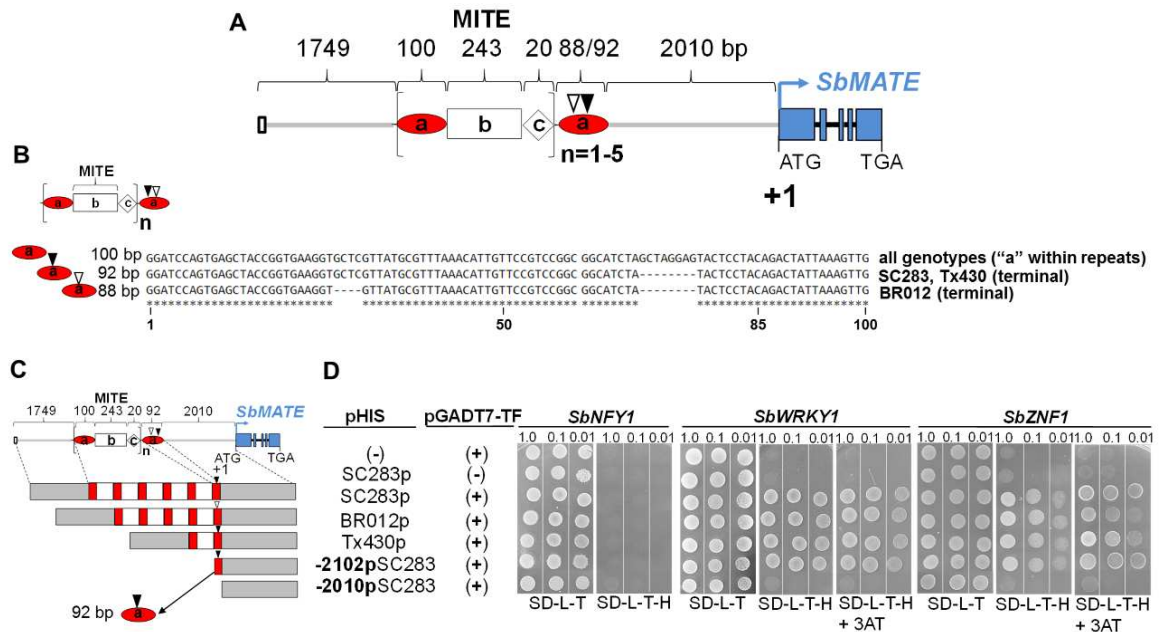 A
MITE
1749 100 243 20 88/92 2010 bp
SbMATE
a b c a
n=1-5
ATG TGA
+1
B
MITE
a b c a
n
a 100 bp GGATCCAGTGAGCTACCGGTGAAGGTGCTCGTTATGCGTTTAAACATTGTTCCGTCCGGC GGCATCTAGCTAGGAGTACTCCTACAGACTATTAAAGTTG all genotypes ("a" within repeats)
a 92 bp GGATCCAGTGAGCTACCGGTGAAGGTGCTCGTTATGCGTTTAAACATTGTTCCGTCCGGC GGCATCTA--------TACTCCTACAGACTATTAAAGTTG SC283, Tx430 (terminal)
a 88 bp GGATCCAGTGAGCTACCGGTGAAGGT----GTTATGCGTTTAAACATTGTTCCGTCCGGC GGCATCTA--------TACTCCTACAGACTATTAAAGTTG BR012 (terminal)
************************** ****************************** ******** ************************
1 50 85 100
C
MITE
1749 100 243 20 92 2010
SbMATE
a b c a
n
ATG TGA
+1
92 bp a
D
pHIS pGADT7-TF SbNFY1 SbWRKY1 SbZNF1
1.0 0.1 0.01 1.0 0.1 0.01 1.0 0.1 0.01 1.0 0.1 0.01 1.0 0.1 0.01 1.0 0.1 0.01 1.0 0.1 0.01 1.0 0.1 0.01
(-) (+)
SC283p (-)
SC283p (+)
BR012p (+)
Tx430p (+)
-2102pSC283 (+)
-2010pSC283 (+)
SD-L-T SD-L-T-H SD-L-T SD-L-T-H SD-L-T-H SD-L-T SD-L-T-H SD-L-T-H
+ 3AT + 3AT